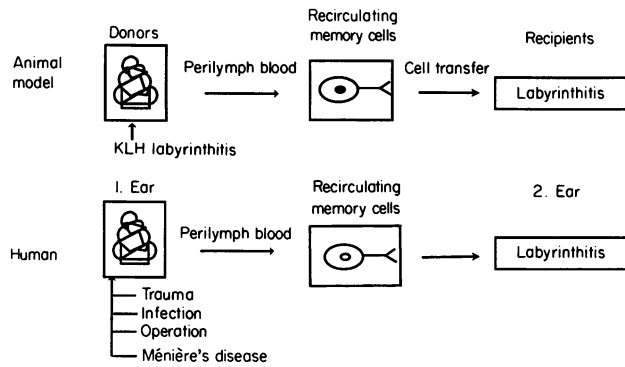 Donors
Recirculating
memory cells
Recipients
Animal
model
Perilymph blood
Cell transfer
Labyrinthitis
KLH labyrinthitis
1. Ear
Recirculating
memory cells
2. Ear
Human
Perilymph blood
Labyrinthitis
Trauma
Infection
Operation
Ménière's disease